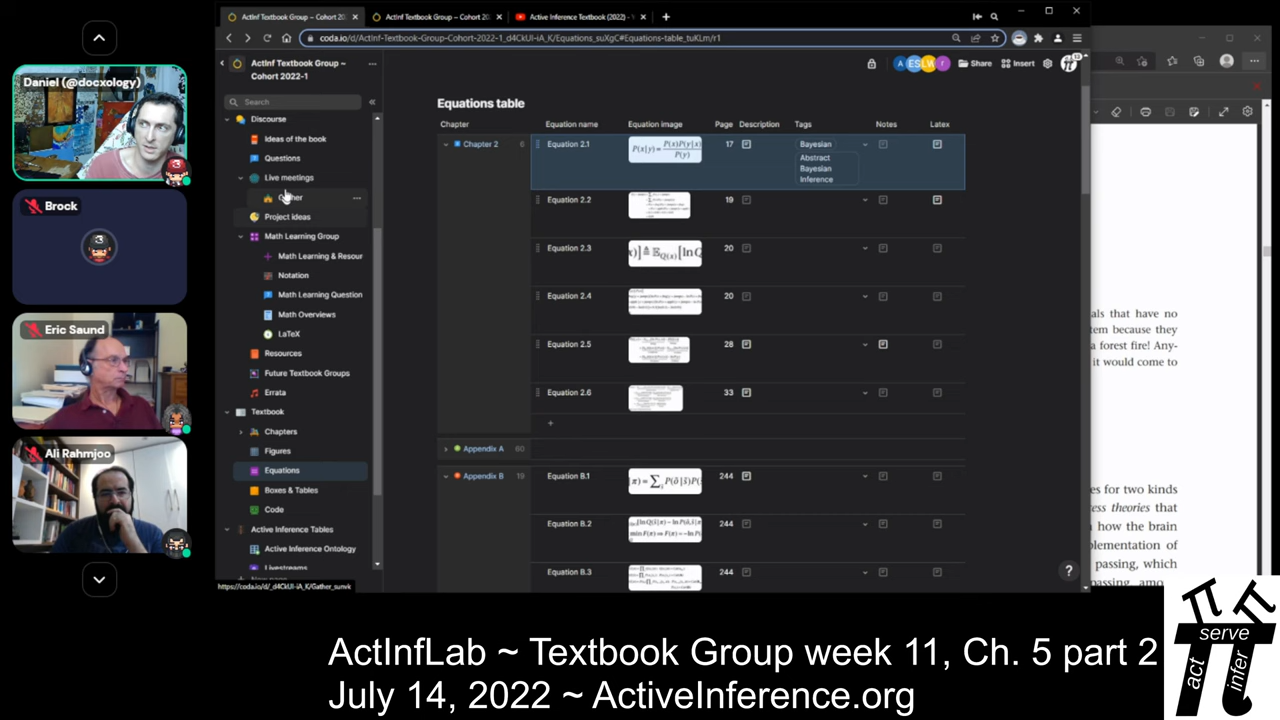 Daniel (@docxology)
Brock
Eric Saund
Ali Rahmjoo
ActInf Textbook Group ~ Cohort 20
ActInf Textbook Group ~ Cohort 20
Active Inference Textbook (2022) -
coda.io/d/ActInf-Textbook-Group-Cohort-2022-1_d4CkUI-iA_K/Equations_suXgC#Equations-table_tuKLm/r1
ActInf Textbook Group ~
Cohort 2022-1
Share
Insert
Search
Discourse
Ideas of the book
Questions
Live meetings
Gather
Project ideas
Math Learning Group
Math Learning & Resour
Notation
Math Learning Question
Math Overviews
LaTeX
Resources
Future Textbook Groups
Errata
Textbook
Chapters
Figures
Equations
Boxes & Tables
Code
Active Inference Tables
Active Inference Ontology
Livestreams
https://coda.io/d/_d4CkUI-iA_K/Gather_sunvk
Equations table
Chapter Equation name Equation image Page Description Tags Notes Latex
Chapter 2 6 Equation 2.1 P(x|y) = P(x)P(y|x) / P(y) 17 Bayesian
Abstract
Bayesian
Inference
Equation 2.2 19
Equation 2.3 20
Equation 2.4 20
Equation 2.5 28
Equation 2.6 33
Appendix A 60
Appendix B 19 Equation B.1 244
Equation B.2 244
Equation B.3 244
?
als that have no
tem because they
a forest fire! Any-
it would come to
es for two kinds
ess theories that
how the brain
plementation of
passing, which
passing, amo
ActInfLab ~ Textbook Group week 11, Ch. 5 part 2
July 14, 2022 ~ ActiveInference.org
serve
act
infer